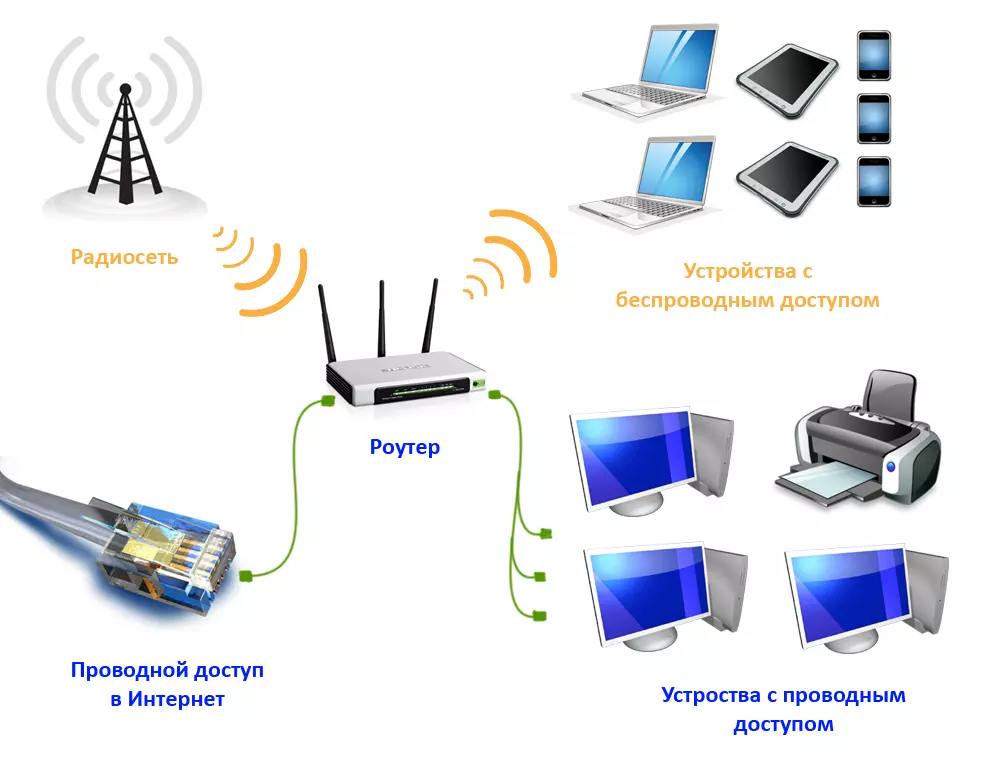 Радиосеть
Устройства с
беспроводным доступом
Роутер
Проводной доступ
в Интернет
Устроства с проводным
доступом